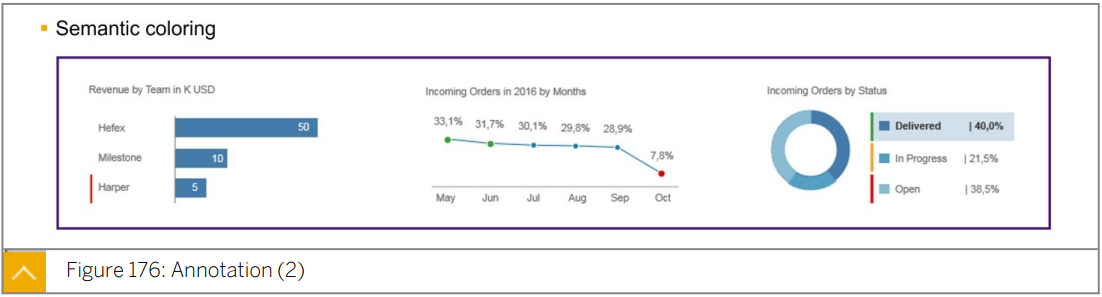 Semantic coloring
Revenue by Team in K USD
Hefex 50
Milestone 10
Harper 5
Incoming Orders in 2016 by Months
33,1% 31,7% 30,1% 29,8% 28,9% 7,8%
May Jun Jul Aug Sep Oct
Incoming Orders by Status
Delivered | 40,0%
In Progress | 21,5%
Open | 38,5%
Figure 176: Annotation (2)